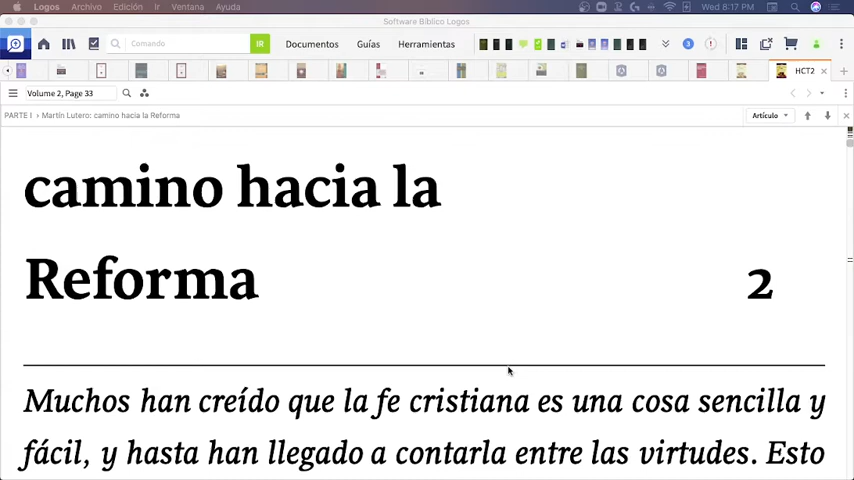 Logos Archivo Edición Ir Ventana Ayuda Wed 8:17 PM
Software Bíblico Logos
Comando IR Documentos Guías Herramientas 3
HCT2
Volume 2, Page 33
PARTE I › Martín Lutero: camino hacia la Reforma Artículo
camino hacia la
Reforma 2
Muchos han creído que la fe cristiana es una cosa sencilla y
fácil, y hasta han llegado a contarla entre las virtudes. Esto